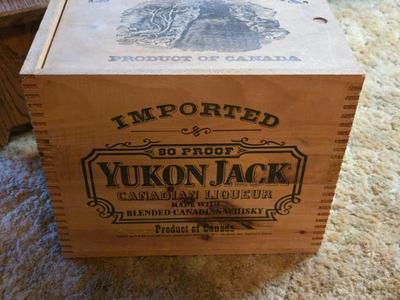 PRODUCT OF CANADA
IMPORTED
80 PROOF
YUKON JACK
CANADIAN LIQUEUR
MADE WITH
BLENDED CANADIAN WHISKY
Product of Canada